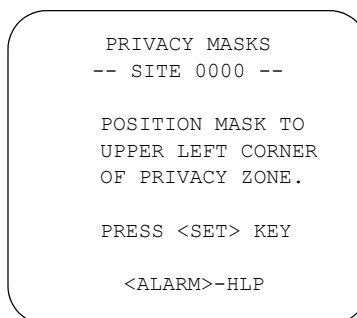 PRIVACY MASKS
-- SITE 0000 --
POSITION MASK TO
UPPER LEFT CORNER
OF PRIVACY ZONE.
PRESS <SET> KEY
<ALARM>-HLP